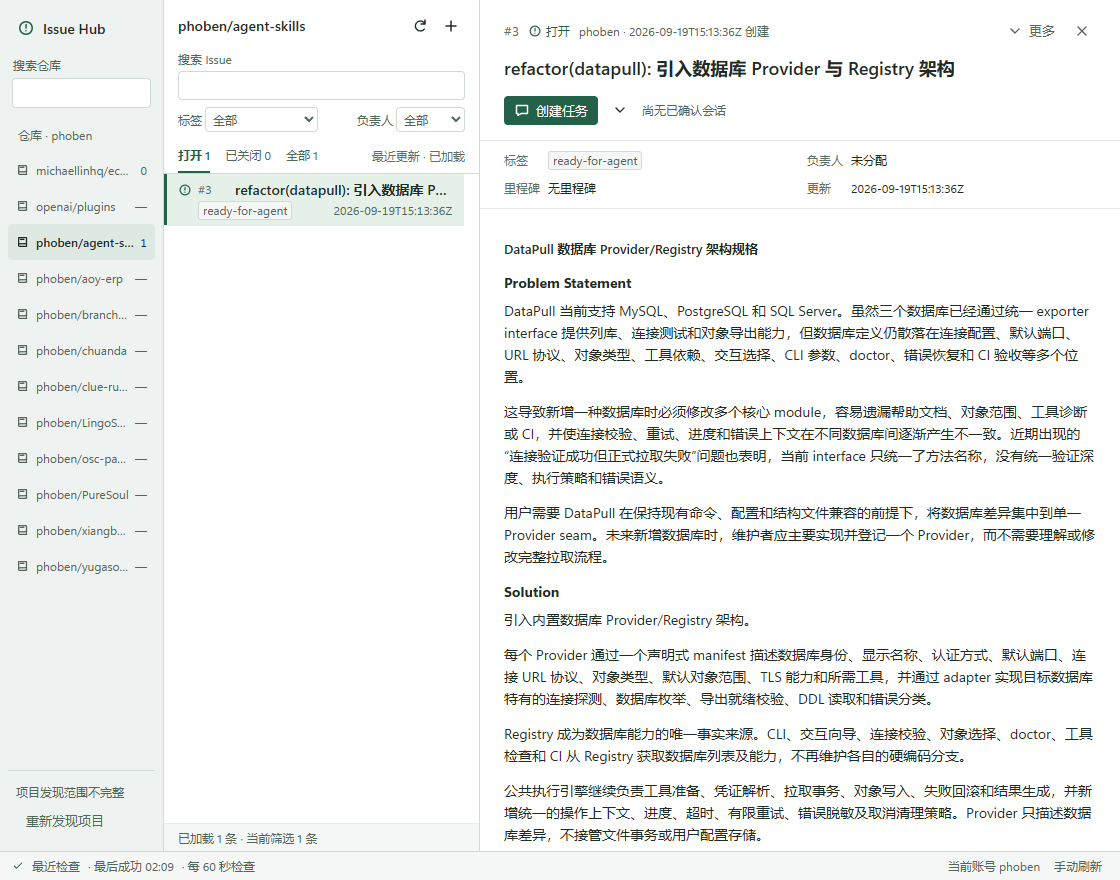 Issue Hub
搜索仓库
仓库 · phoben
michaellinhq/ec... 0
openai/plugins —
phoben/agent-s... 1
phoben/aoy-erp —
phoben/branch... —
phoben/chuanda —
phoben/clue-ru... —
phoben/LingoS... —
phoben/osc-pa... —
phoben/PureSoul —
phoben/xiangb... —
phoben/yugaso... —
项目发现范围不完整
重新发现项目
phoben/agent-skills
搜索 Issue
标签 全部 负责人 全部
打开 1 已关闭 0 全部 1 最近更新 · 已加载
#3 refactor(datapull): 引入数据库 P...
ready-for-agent 2026-09-19T15:13:36Z
已加载 1 条 · 当前筛选 1 条
#3 打开 phoben · 2026-09-19T15:13:36Z 创建 更多
refactor(datapull): 引入数据库 Provider 与 Registry 架构
创建任务 尚无已确认会话
标签 ready-for-agent 负责人 未分配
里程碑 无里程碑 更新 2026-09-19T15:13:36Z
DataPull 数据库 Provider/Registry 架构规格
Problem Statement
DataPull 当前支持 MySQL、PostgreSQL 和 SQL Server。虽然三个数据库已经通过统一 exporter
interface 提供列库、连接测试和对象导出能力，但数据库定义仍散落在连接配置、默认端口、
URL 协议、对象类型、工具依赖、交互选择、CLI 参数、doctor、错误恢复和 CI 验收等多个位
置。
这导致新增一种数据库时必须修改多个核心 module，容易遗漏帮助文档、对象范围、工具诊断
或 CI，并使连接校验、重试、进度和错误上下文在不同数据库间逐渐产生不一致。近期出现的
“连接验证成功但正式拉取失败”问题也表明，当前 interface 只统一了方法名称，没有统一验证深
度、执行策略和错误语义。
用户需要 DataPull 在保持现有命令、配置和结构文件兼容的前提下，将数据库差异集中到单一
Provider seam。未来新增数据库时，维护者应主要实现并登记一个 Provider，而不需要理解或修
改完整拉取流程。
Solution
引入内置数据库 Provider/Registry 架构。
每个 Provider 通过一个声明式 manifest 描述数据库身份、显示名称、认证方式、默认端口、连
接 URL 协议、对象类型、默认对象范围、TLS 能力和所需工具，并通过 adapter 实现目标数据库
特有的连接探测、数据库枚举、导出就绪校验、DDL 读取和错误分类。
Registry 成为数据库能力的唯一事实来源。CLI、交互向导、连接校验、对象选择、doctor、工具
检查和 CI 从 Registry 获取数据库列表及能力，不再维护各自的硬编码分支。
公共执行引擎继续负责工具准备、凭证解析、拉取事务、对象写入、失败回滚和结果生成，并新
增统一的操作上下文、进度、超时、有限重试、错误脱敏及取消清理策略。Provider 只描述数据
库差异，不接管文件事务或用户配置存储。
最近检查 · 最后成功 02:09 · 每 60 秒检查 当前账号 phoben 手动刷新